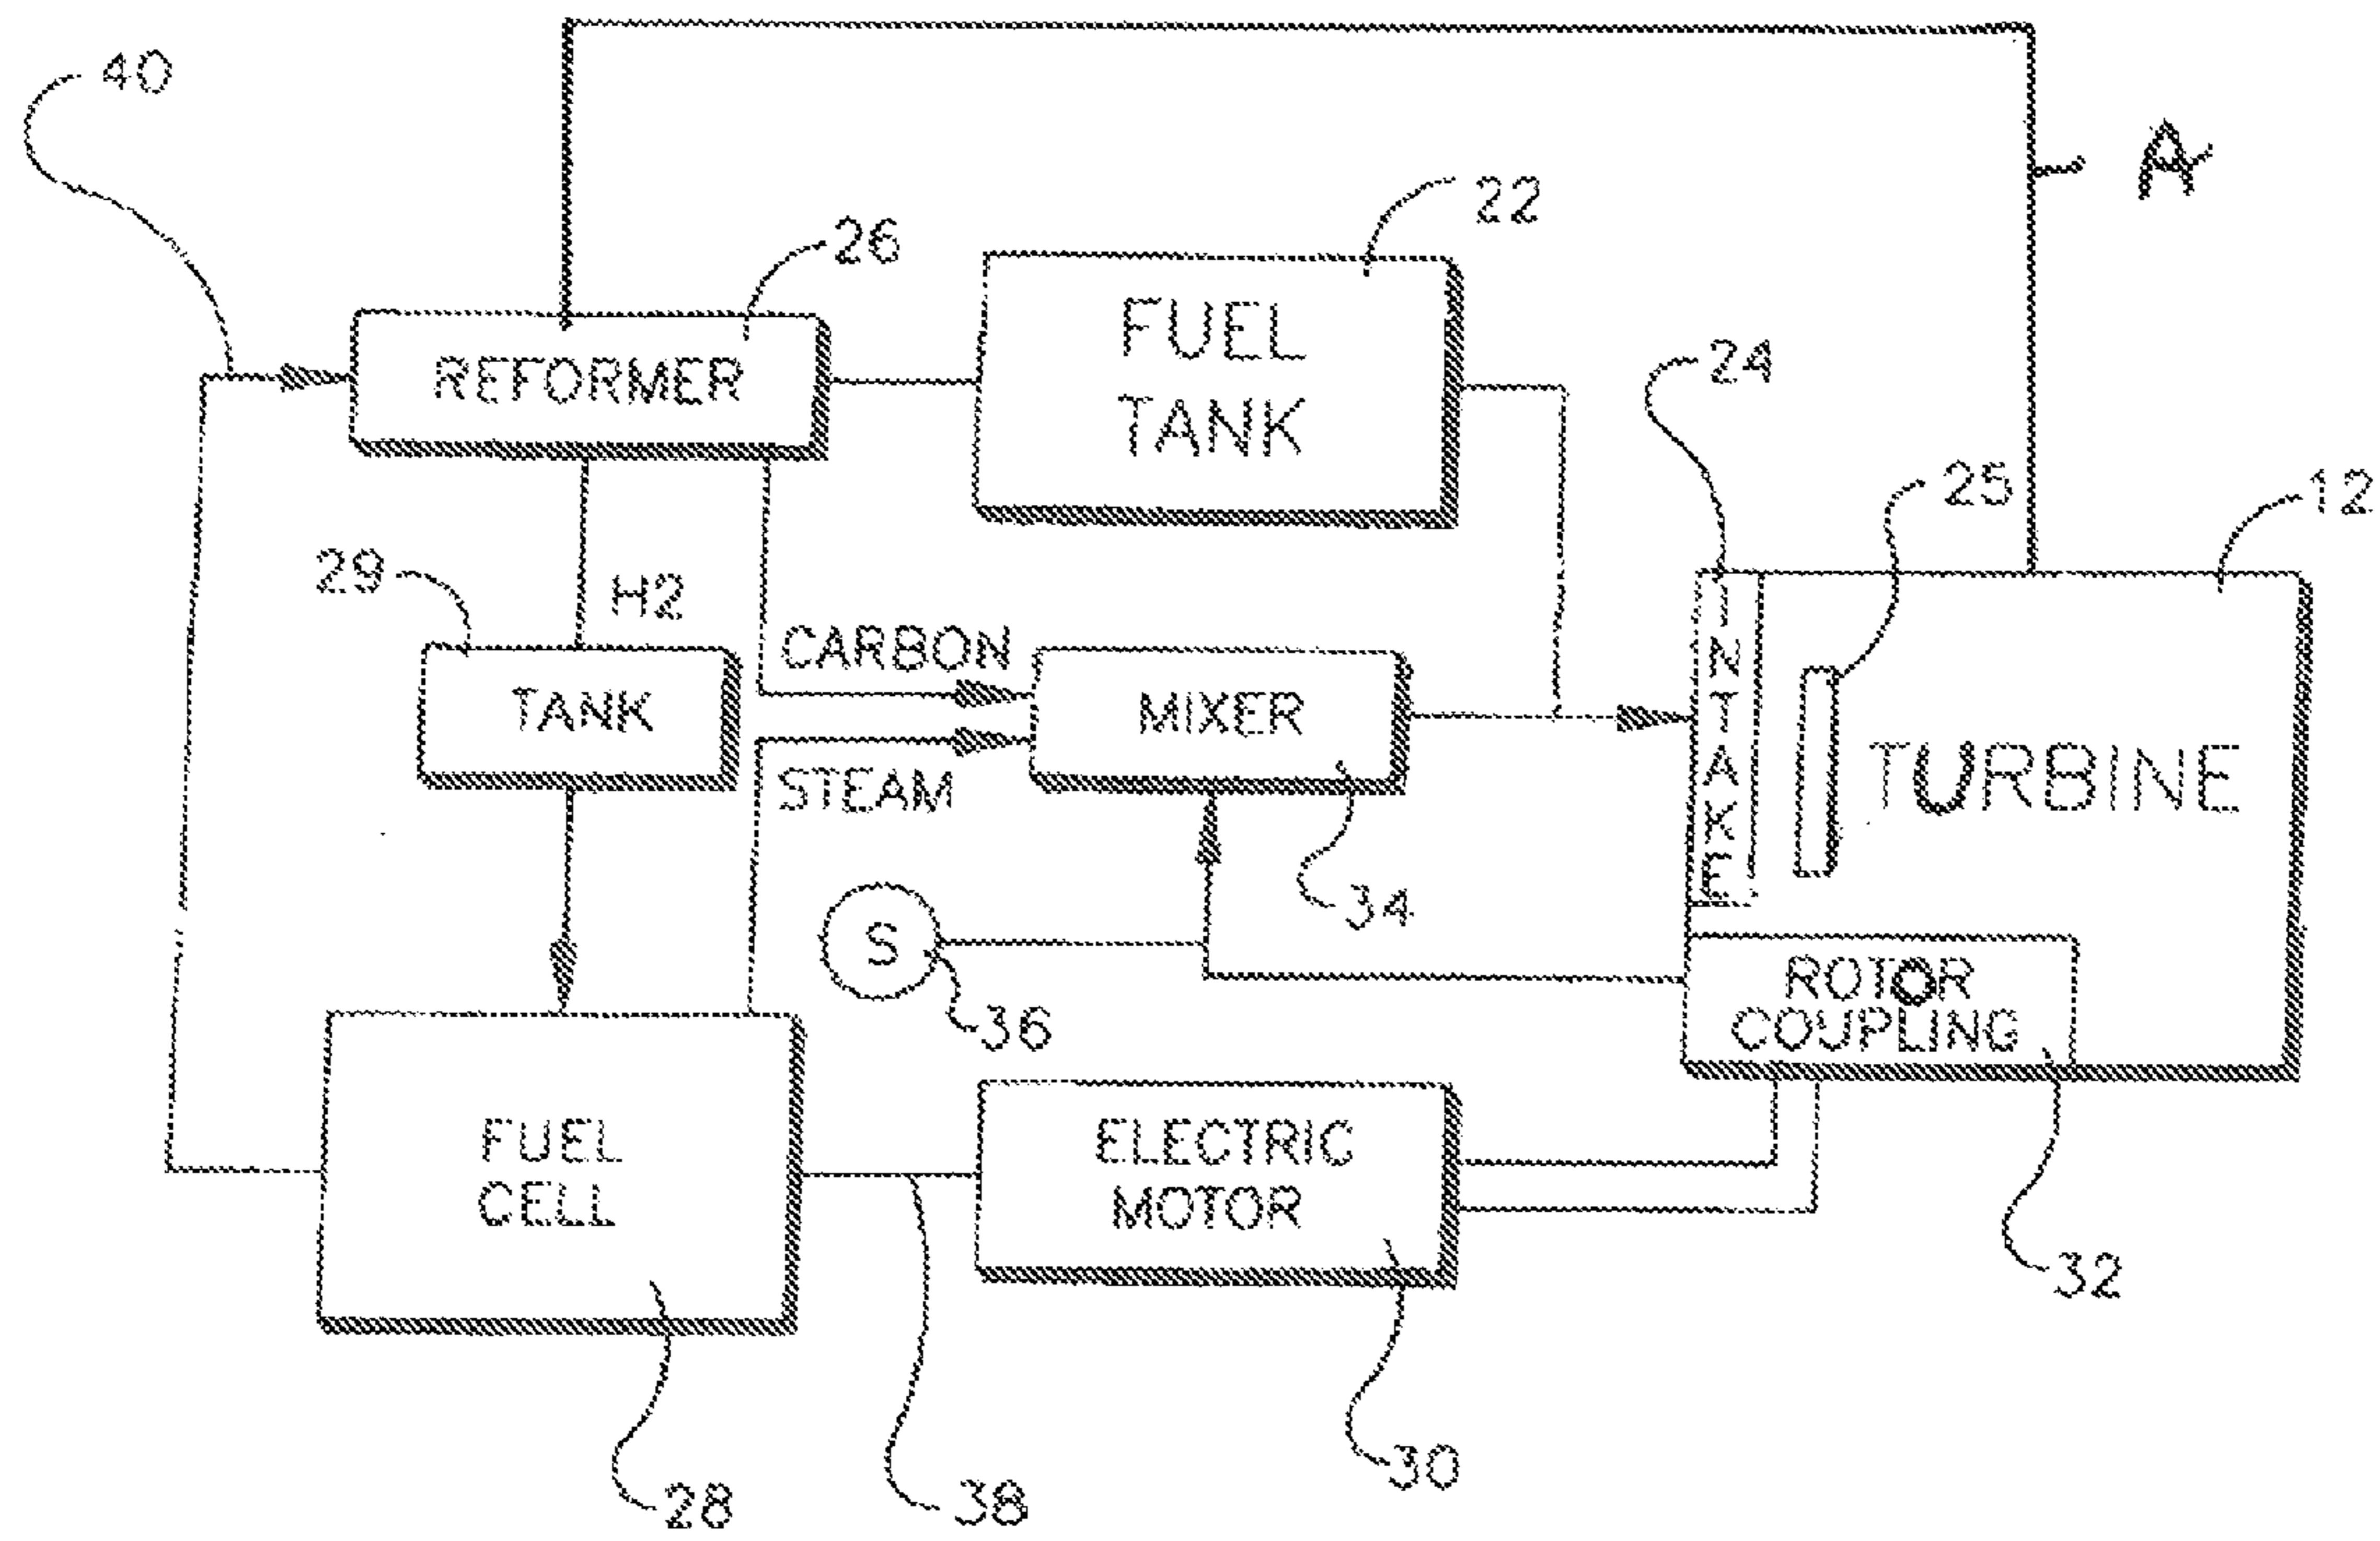 40
A
22
26
FUEL
TANK
REFORMER
24
25
12
29
H2
INTAKE
CARBON
TANK
MIXER
TURBINE
STEAM
34
S
ROTOR
COUPLING
36
FUEL
CELL
ELECTRIC
MOTOR
32
30
28
38